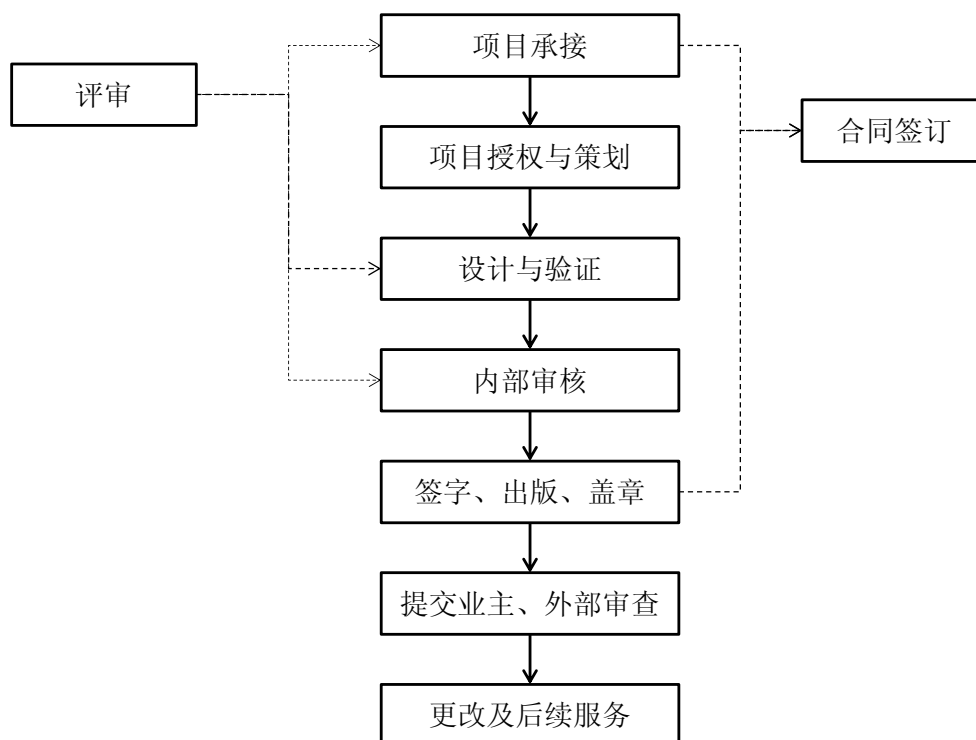 项目承接
评审
合同签订
项目授权与策划
设计与验证
内部审核
签字、出版、盖章
提交业主、外部审查
更改及后续服务